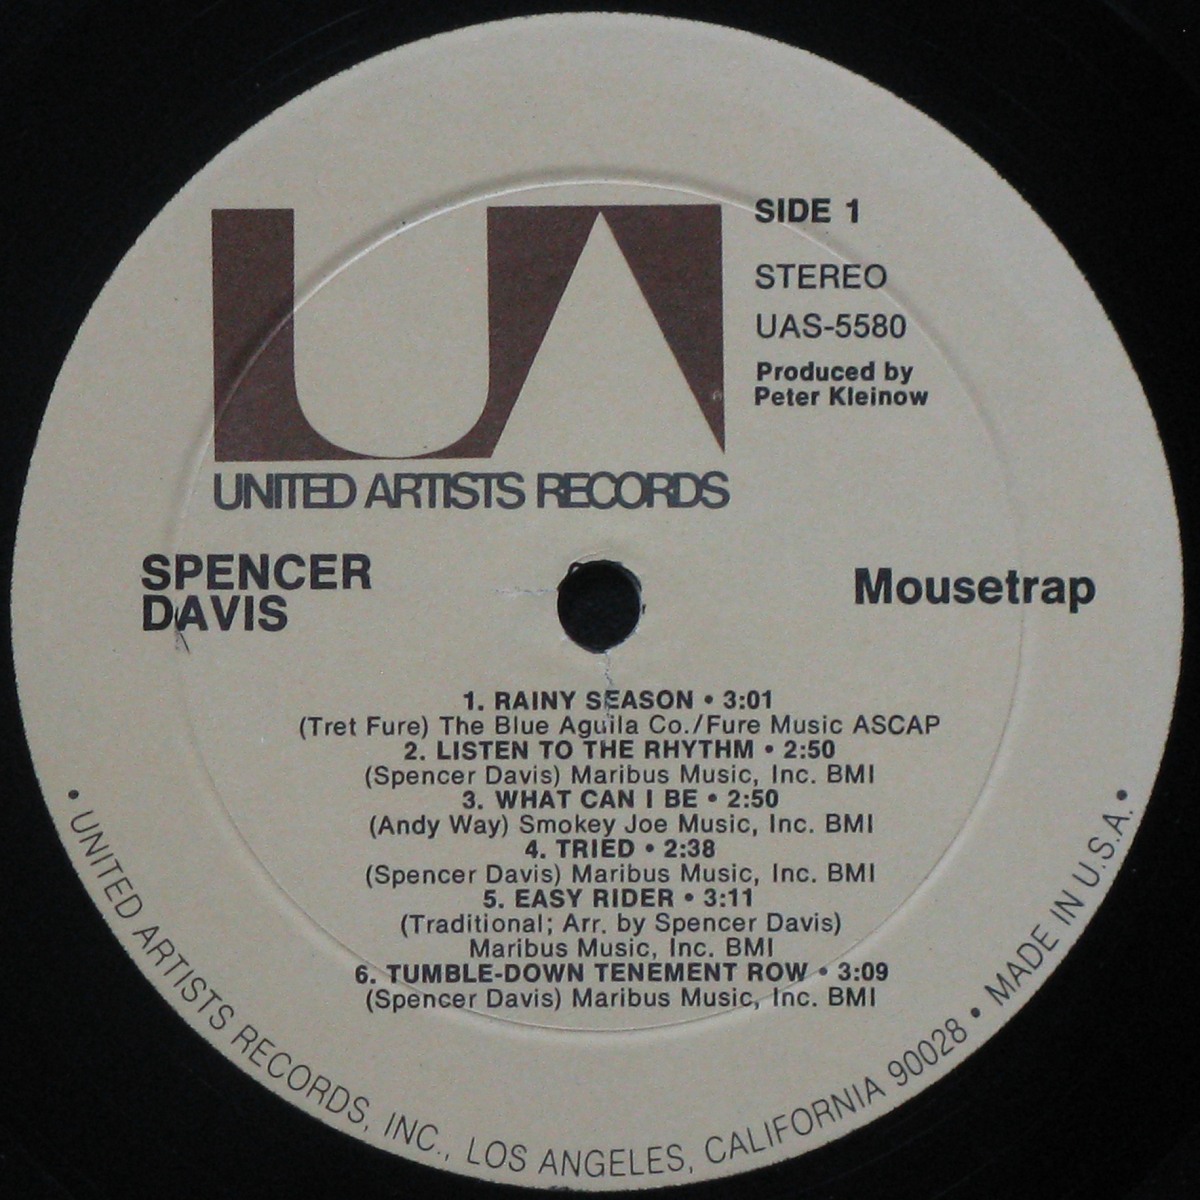 UA
SIDE 1
STEREO
UAS-5580
Produced by
Peter Kleinow
UNITED ARTISTS RECORDS
SPENCER
DAVIS
Mousetrap
1. RAINY SEASON • 3:01
(Tret Fure) The Blue Aguila Co./Fure Music ASCAP
2. LISTEN TO THE RHYTHM • 2:50
(Spencer Davis) Maribus Music, Inc. BMI
3. WHAT CAN I BE • 2:50
(Andy Way) Smokey Joe Music, Inc. BMI
4. TRIED • 2:38
(Spencer Davis) Maribus Music, Inc. BMI
5. EASY RIDER • 3:11
(Traditional; Arr. by Spencer Davis)
Maribus Music, Inc. BMI
6. TUMBLE-DOWN TENEMENT ROW • 3:09
(Spencer Davis) Maribus Music, Inc. BMI
• UNITED ARTISTS RECORDS, INC., LOS ANGELES, CALIFORNIA 90028 • MADE IN U.S.A. •